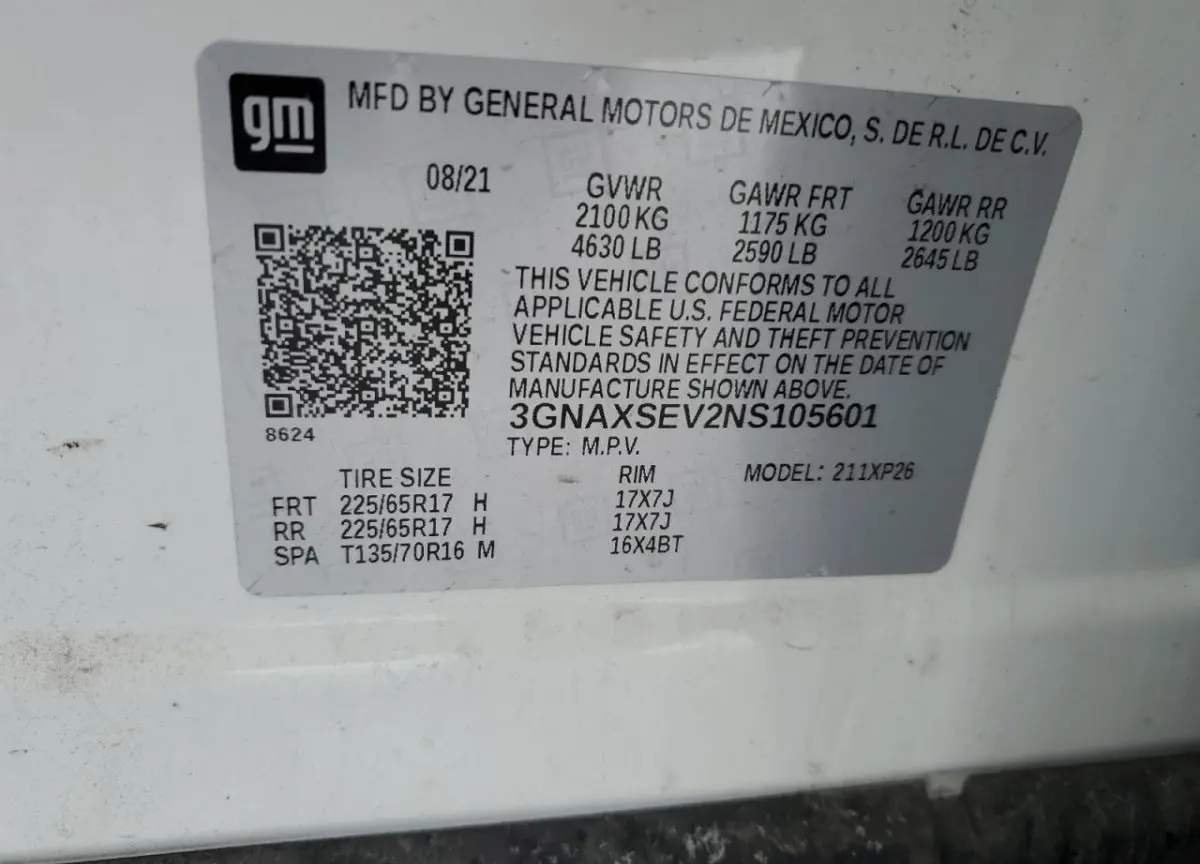 gm
MFD BY GENERAL MOTORS DE MEXICO, S. DE R.L. DE C.V.
08/21
GVWR GAWR FRT GAWR RR
2100 KG 1175 KG 1200 KG
4630 LB 2590 LB 2645 LB
THIS VEHICLE CONFORMS TO ALL
APPLICABLE U.S. FEDERAL MOTOR
VEHICLE SAFETY AND THEFT PREVENTION
STANDARDS IN EFFECT ON THE DATE OF
MANUFACTURE SHOWN ABOVE.
3GNAXSEV2NS105601
8624
TYPE: M.P.V.
TIRE SIZE RIM MODEL: 211XP26
FRT 225/65R17 H 17X7J
RR 225/65R17 H 17X7J
SPA T135/70R16 M 16X4BT